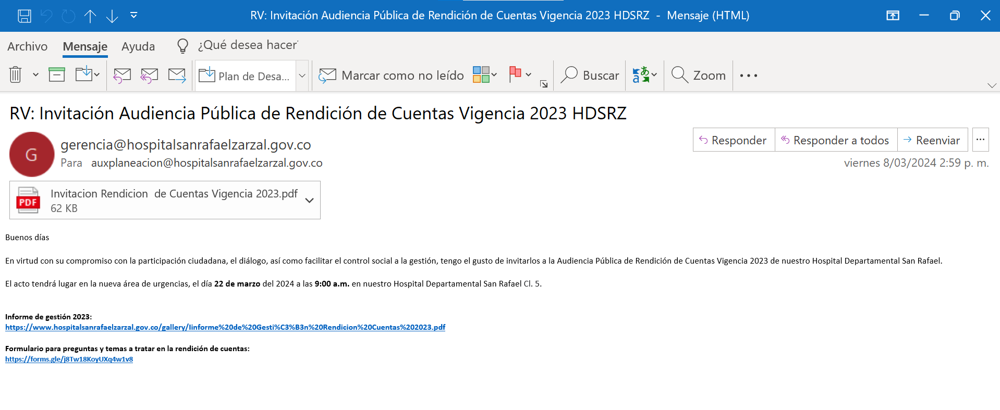 RV: Invitación Audiencia Pública de Rendición de Cuentas Vigencia 2023 HDSRZ - Mensaje (HTML)
Archivo Mensaje Ayuda ¿Qué desea hacer
Plan de Desa... Marcar como no leído Buscar Zoom
RV: Invitación Audiencia Pública de Rendición de Cuentas Vigencia 2023 HDSRZ
G
gerencia@hospitalsanrafaelzarzal.gov.co
Para auxplaneacion@hospitalsanrafaelzarzal.gov.co
Responder Responder a todos Reenviar
viernes 8/03/2024 2:59 p. m.
PDF
Invitacion Rendicion de Cuentas Vigencia 2023.pdf
62 KB
Buenos días
En virtud con su compromiso con la participación ciudadana, el diálogo, así como facilitar el control social a la gestión, tengo el gusto de invitarlos a la Audiencia Pública de Rendición de Cuentas Vigencia 2023 de nuestro Hospital Departamental San Rafael.
El acto tendrá lugar en la nueva área de urgencias, el día 22 de marzo del 2024 a las 9:00 a.m. en nuestro Hospital Departamental San Rafael Cl. 5.
Informe de gestión 2023:
https://www.hospitalsanrafaelzarzal.gov.co/gallery/Iinforme%20de%20Gesti%C3%B3n%20Rendicion%20Cuentas%202023.pdf
Formulario para preguntas y temas a tratar en la rendición de cuentas:
https://forms.gle/j8Tw18KoyUXq4w1v8